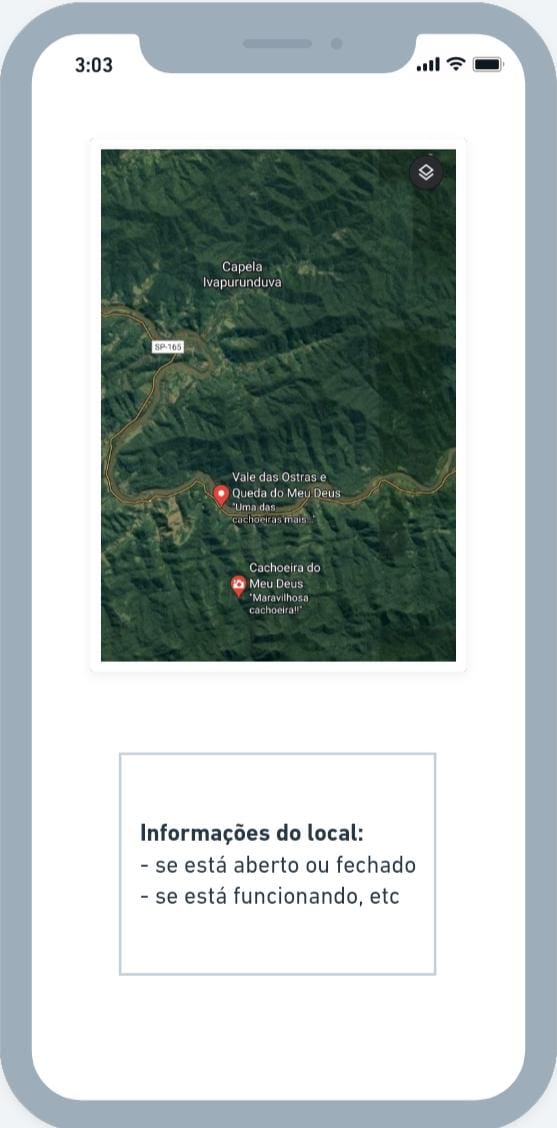 3:03
Capela
Ivapurunduva
SP-165
Vale das Ostras e
Queda do Meu Deus
"Uma das
cachoeiras mais..."
Cachoeira do
Meu Deus
"Maravilhosa
cachoeira!!"
Informações do local:
- se está aberto ou fechado
- se está funcionando, etc